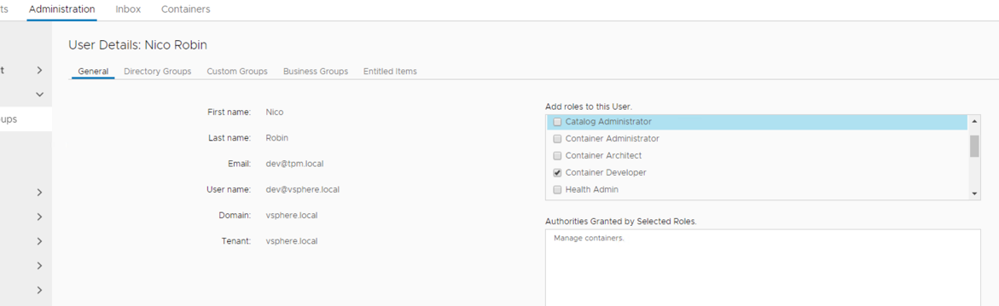 ts Administration Inbox Containers
User Details: Nico Robin
t
General Directory Groups Custom Groups Business Groups Entitled Items
ups
First name: Nico
Last name: Robin
Email: dev@tpm.local
User name: dev@vsphere.local
Domain: vsphere.local
Tenant: vsphere.local
Add roles to this User.
Catalog Administrator
Container Administrator
Container Architect
Container Developer
Health Admin
Authorities Granted by Selected Roles.
Manage containers.